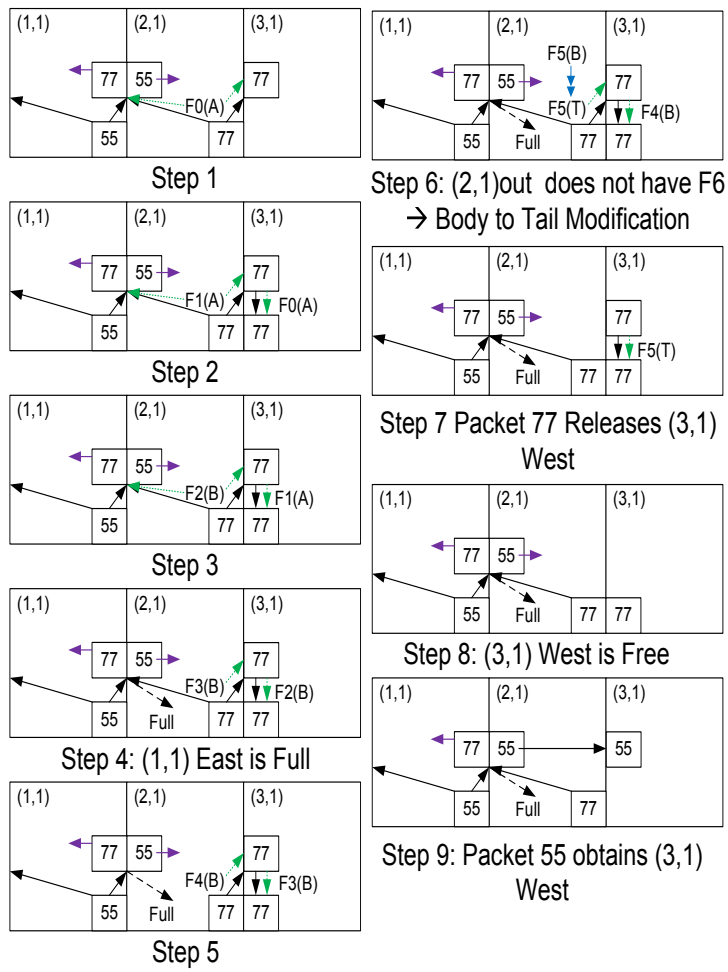 (1,1) (2,1) (3,1)
77 55 77
F0(A)
55 77
Step 1
(1,1) (2,1) (3,1)
77 55 77
F1(A) F0(A)
55 77 77
Step 2
(1,1) (2,1) (3,1)
77 55 77
F2(B) F1(A)
55 77 77
Step 3
(1,1) (2,1) (3,1)
77 55 77
F3(B) F2(B)
55 Full 77 77
Step 4: (1,1) East is Full
(1,1) (2,1) (3,1)
77 55 77
F4(B) F3(B)
55 Full 77 77
Step 5
(1,1) (2,1) (3,1)
F5(B)
77 55 77
F5(T) F4(B)
55 Full 77 77
Step 6: (2,1)out does not have F6
→ Body to Tail Modification
(1,1) (2,1) (3,1)
77 55 77
F5(T)
55 Full 77 77
Step 7 Packet 77 Releases (3,1)
West
(1,1) (2,1) (3,1)
77 55
55 Full 77 77
Step 8: (3,1) West is Free
(1,1) (2,1) (3,1)
77 55 55
55 Full 77
Step 9: Packet 55 obtains (3,1)
West